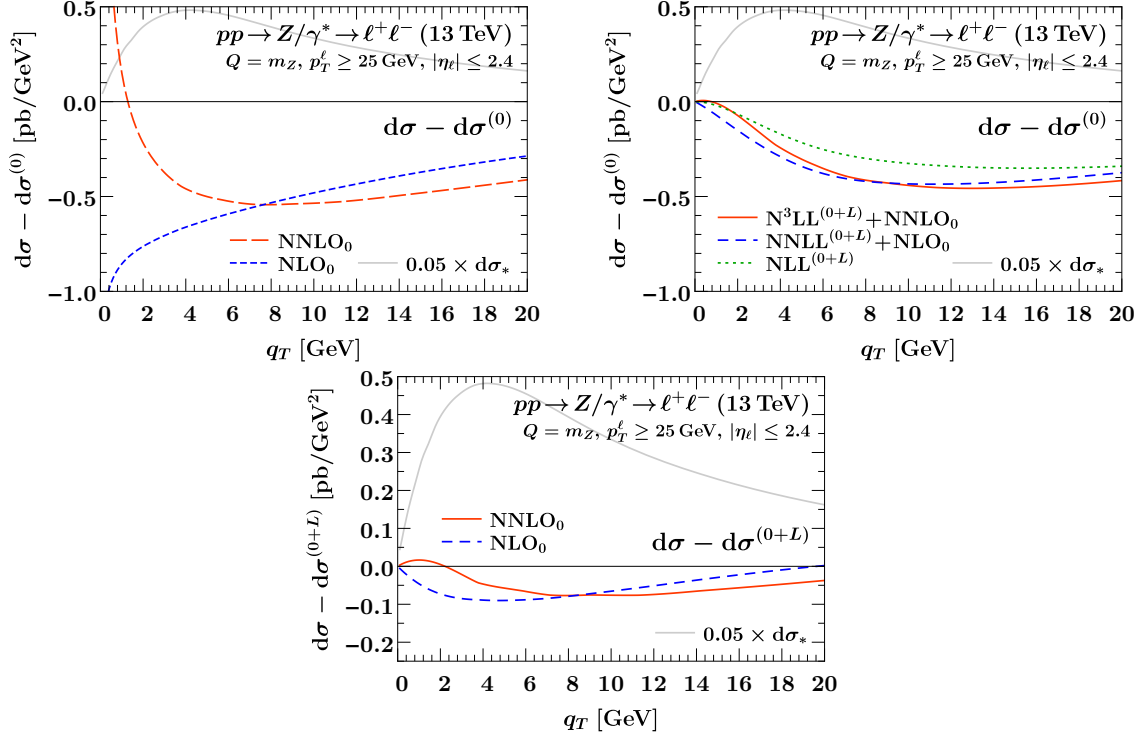 0.5
0.0
−0.5
−1.0
dσ − dσ^(0) [pb/GeV²]
pp → Z/γ* → ℓ⁺ℓ⁻ (13 TeV)
Q = m_Z, p_T^ℓ ≥ 25 GeV, |η_ℓ| ≤ 2.4
dσ − dσ^(0)
NNLO₀
NLO₀
0.05 × dσ_*
0 2 4 6 8 10 12 14 16 18 20
q_T [GeV]
0.5
0.0
−0.5
−1.0
dσ − dσ^(0) [pb/GeV²]
pp → Z/γ* → ℓ⁺ℓ⁻ (13 TeV)
Q = m_Z, p_T^ℓ ≥ 25 GeV, |η_ℓ| ≤ 2.4
dσ − dσ^(0)
N³LL^(0+L)+NNLO₀
NNLL^(0+L)+NLO₀
NLL^(0+L)
0.05 × dσ_*
0 2 4 6 8 10 12 14 16 18 20
q_T [GeV]
0.5
0.4
0.3
0.2
0.1
0.0
−0.1
−0.2
dσ − dσ^(0+L) [pb/GeV²]
pp → Z/γ* → ℓ⁺ℓ⁻ (13 TeV)
Q = m_Z, p_T^ℓ ≥ 25 GeV, |η_ℓ| ≤ 2.4
NNLO₀
NLO₀
dσ − dσ^(0+L)
0.05 × dσ_*
0 2 4 6 8 10 12 14 16 18 20
q_T [GeV]